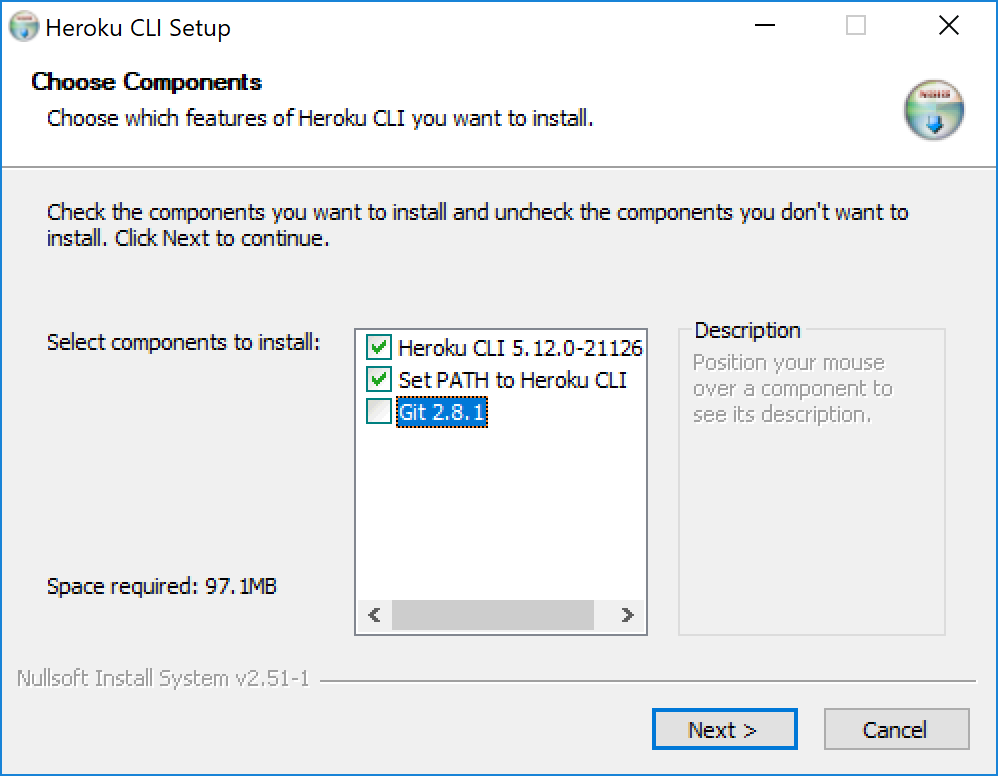 Heroku CLI Setup
Choose Components
Choose which features of Heroku CLI you want to install.
Check the components you want to install and uncheck the components you don't want to
install. Click Next to continue.
Select components to install:
Heroku CLI 5.12.0-21126
Set PATH to Heroku CLI
Git 2.8.1
Description
Position your mouse
over a component to
see its description.
Space required: 97.1MB
Nullsoft Install System v2.51-1
Next >
Cancel